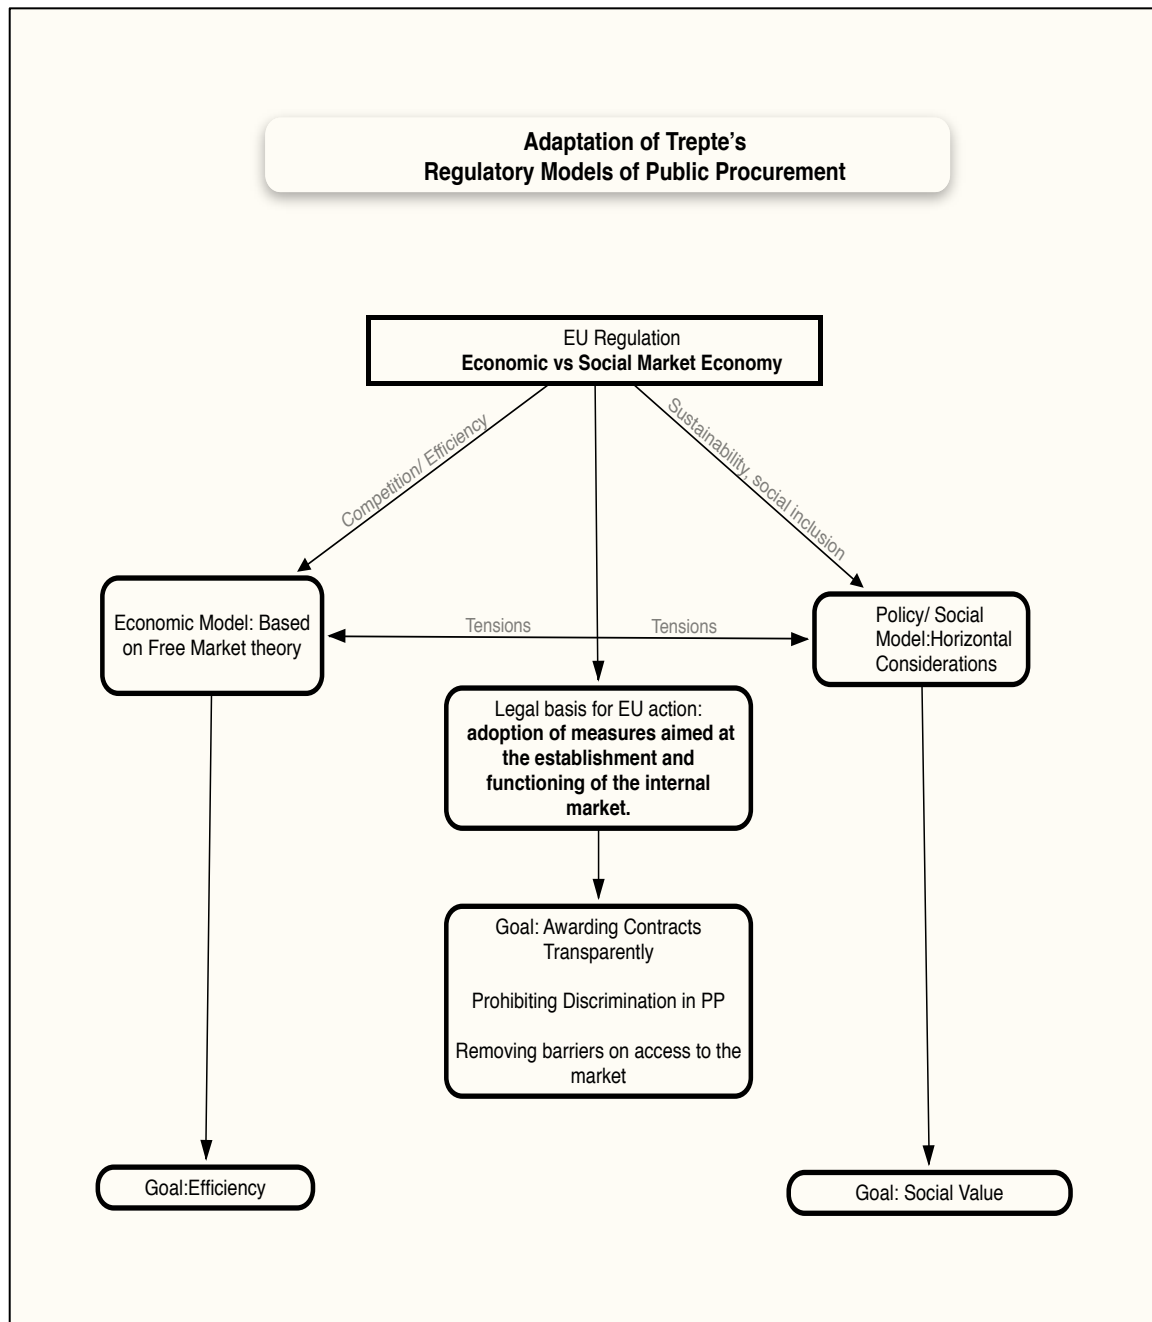 Adaptation of Trepte's
Regulatory Models of Public Procurement
EU Regulation
Economic vs Social Market Economy
Competition/ Efficiency
Sustainability, social inclusion
Economic Model: Based
on Free Market theory
Tensions
Tensions
Policy/ Social
Model:Horizontal
Considerations
Legal basis for EU action:
adoption of measures aimed at
the establishment and
functioning of the internal
market.
Goal: Awarding Contracts
Transparently
Prohibiting Discrimination in PP
Removing barriers on access to the
market
Goal:Efficiency
Goal: Social Value